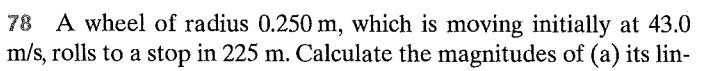 78 A wheel of radius 0.250 m, which is moving initially at 43.0
m/s, rolls to a stop in 225 m. Calculate the magnitudes of (a) its lin-